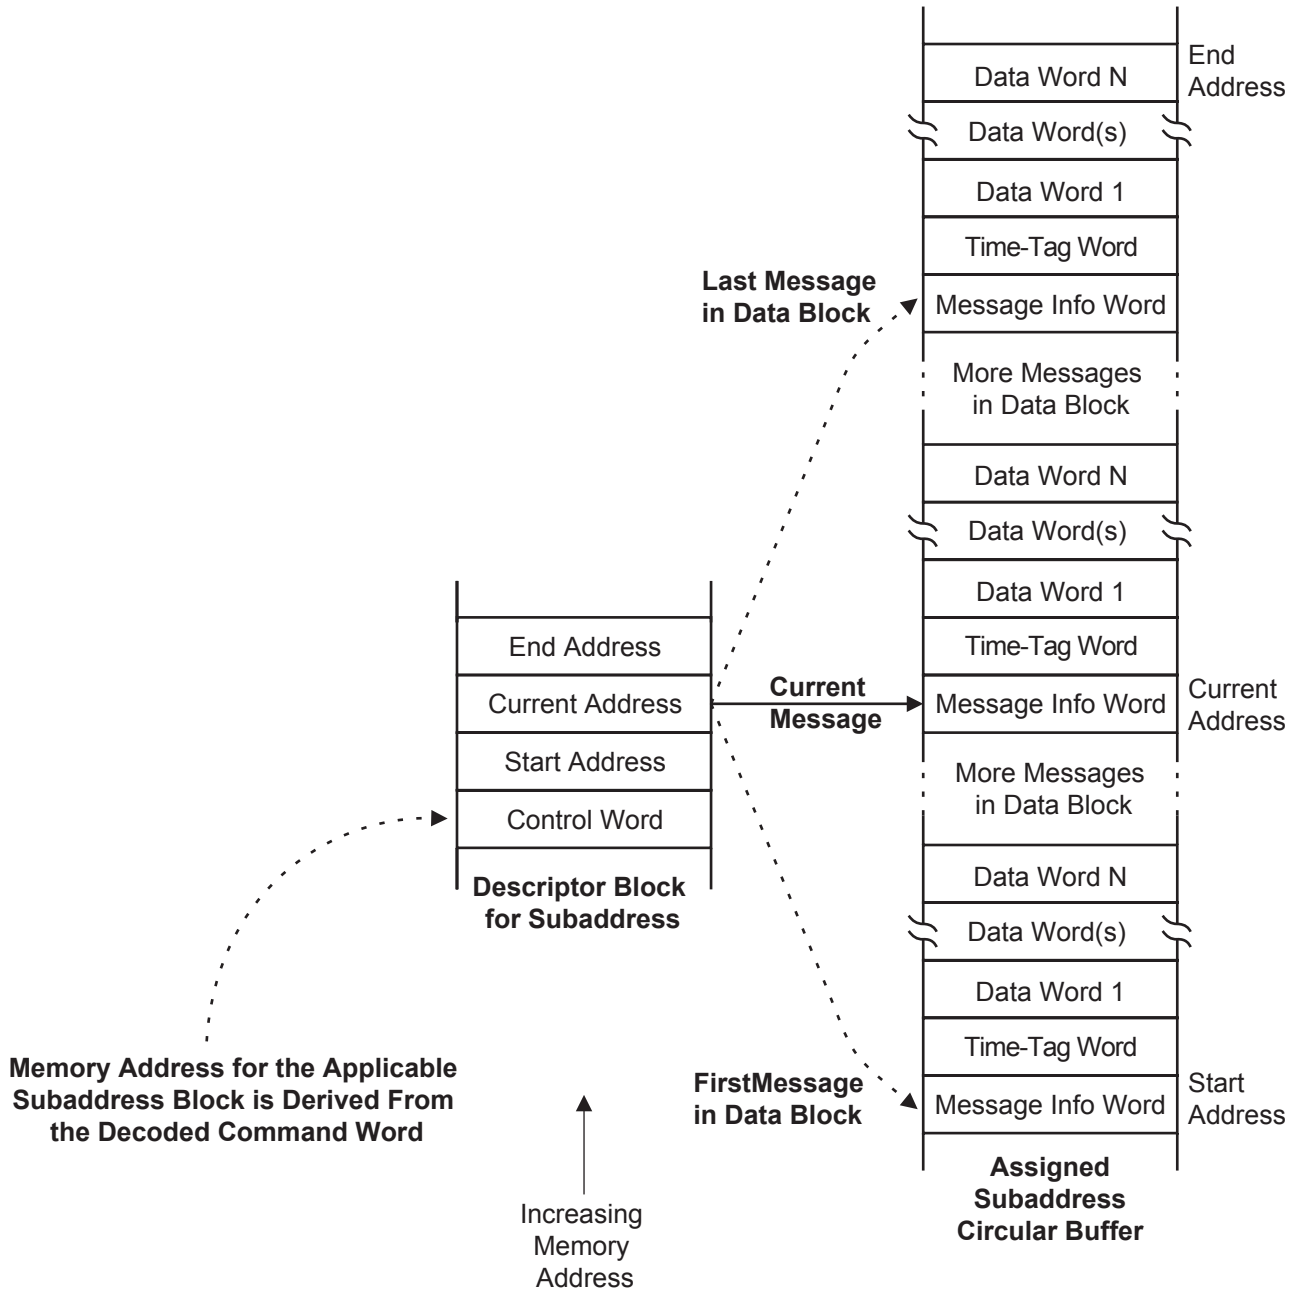 Data Word N
End
Address
Data Word(s)
Data Word 1
Time-Tag Word
Last Message
in Data Block
Message Info Word
More Messages
in Data Block
Data Word N
Data Word(s)
Data Word 1
End Address
Time-Tag Word
Current Address
Current
Message
Message Info Word
Current
Address
Start Address
More Messages
in Data Block
Control Word
Descriptor Block
for Subaddress
Data Word N
Data Word(s)
Data Word 1
Time-Tag Word
Memory Address for the Applicable
Subaddress Block is Derived From
the Decoded Command Word
FirstMessage
in Data Block
Message Info Word
Start
Address
Assigned
Subaddress
Circular Buffer
Increasing
Memory
Address